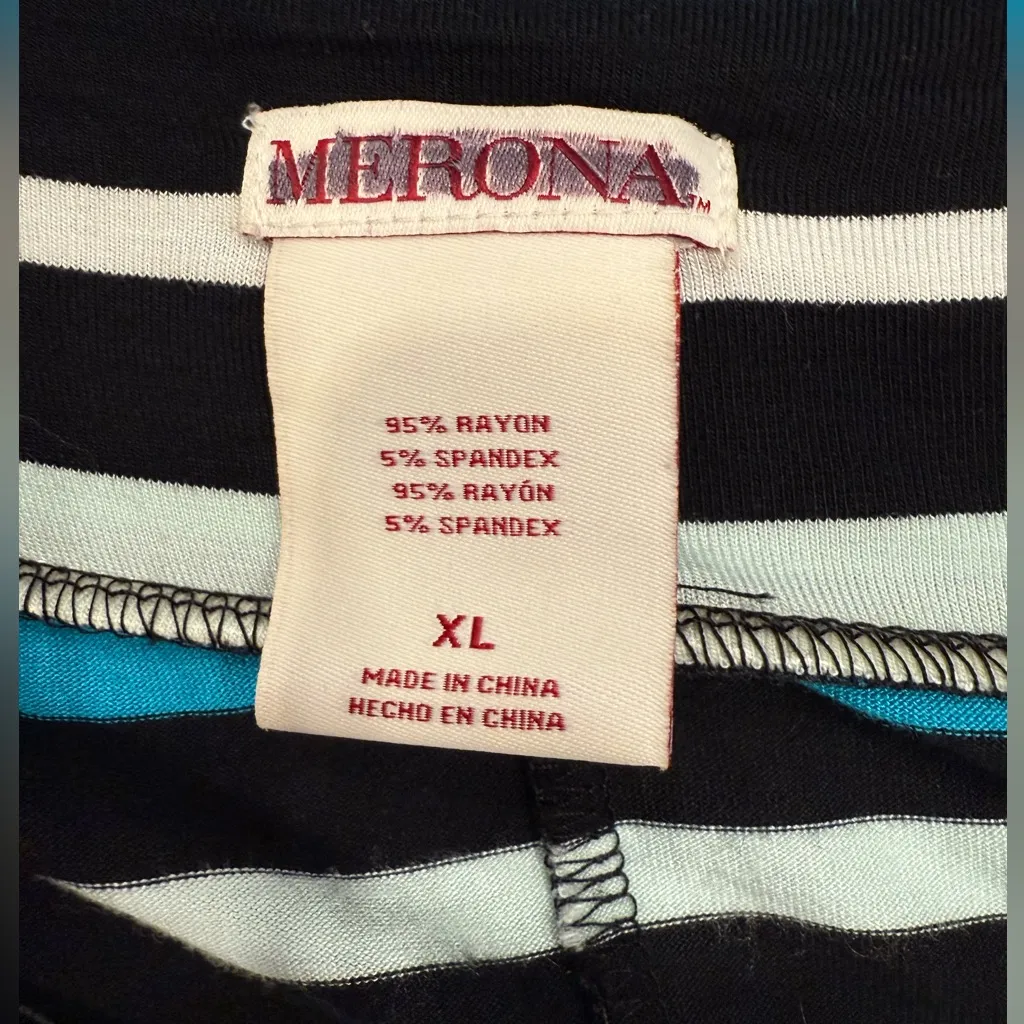 MERONA™
95% RAYON
5% SPANDEX
95% RAYÓN
5% SPANDEX
XL
MADE IN CHINA
HECHO EN CHINA